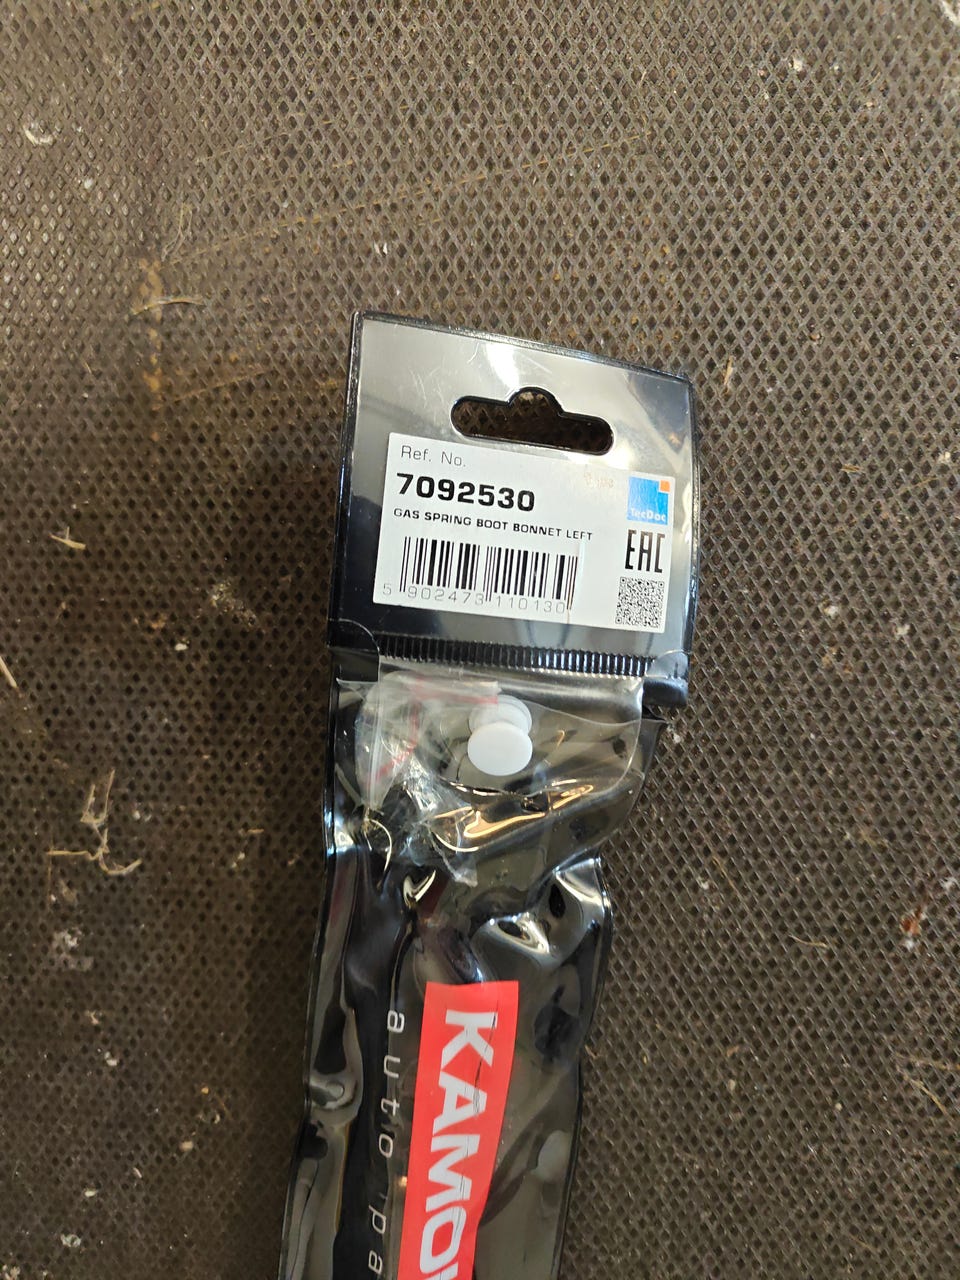 Ref. No.
7092530
GAS SPRING BOOT BONNET LEFT
5 902473 110130
TecDoc
EAC
KAMO
auto pa